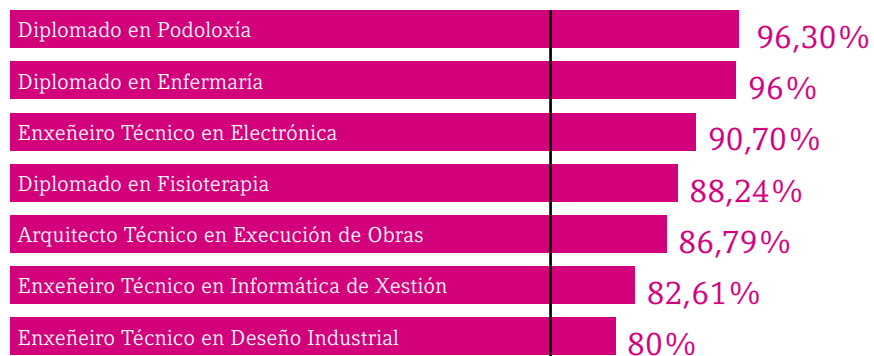 Diplomado en Podoloxía 96,30%
Diplomado en Enfermaría 96%
Enxeñeiro Técnico en Electrónica 90,70%
Diplomado en Fisioterapia 88,24%
Arquitecto Técnico en Execución de Obras 86,79%
Enxeñeiro Técnico en Informática de Xestión 82,61%
Enxeñeiro Técnico en Deseño Industrial 80%